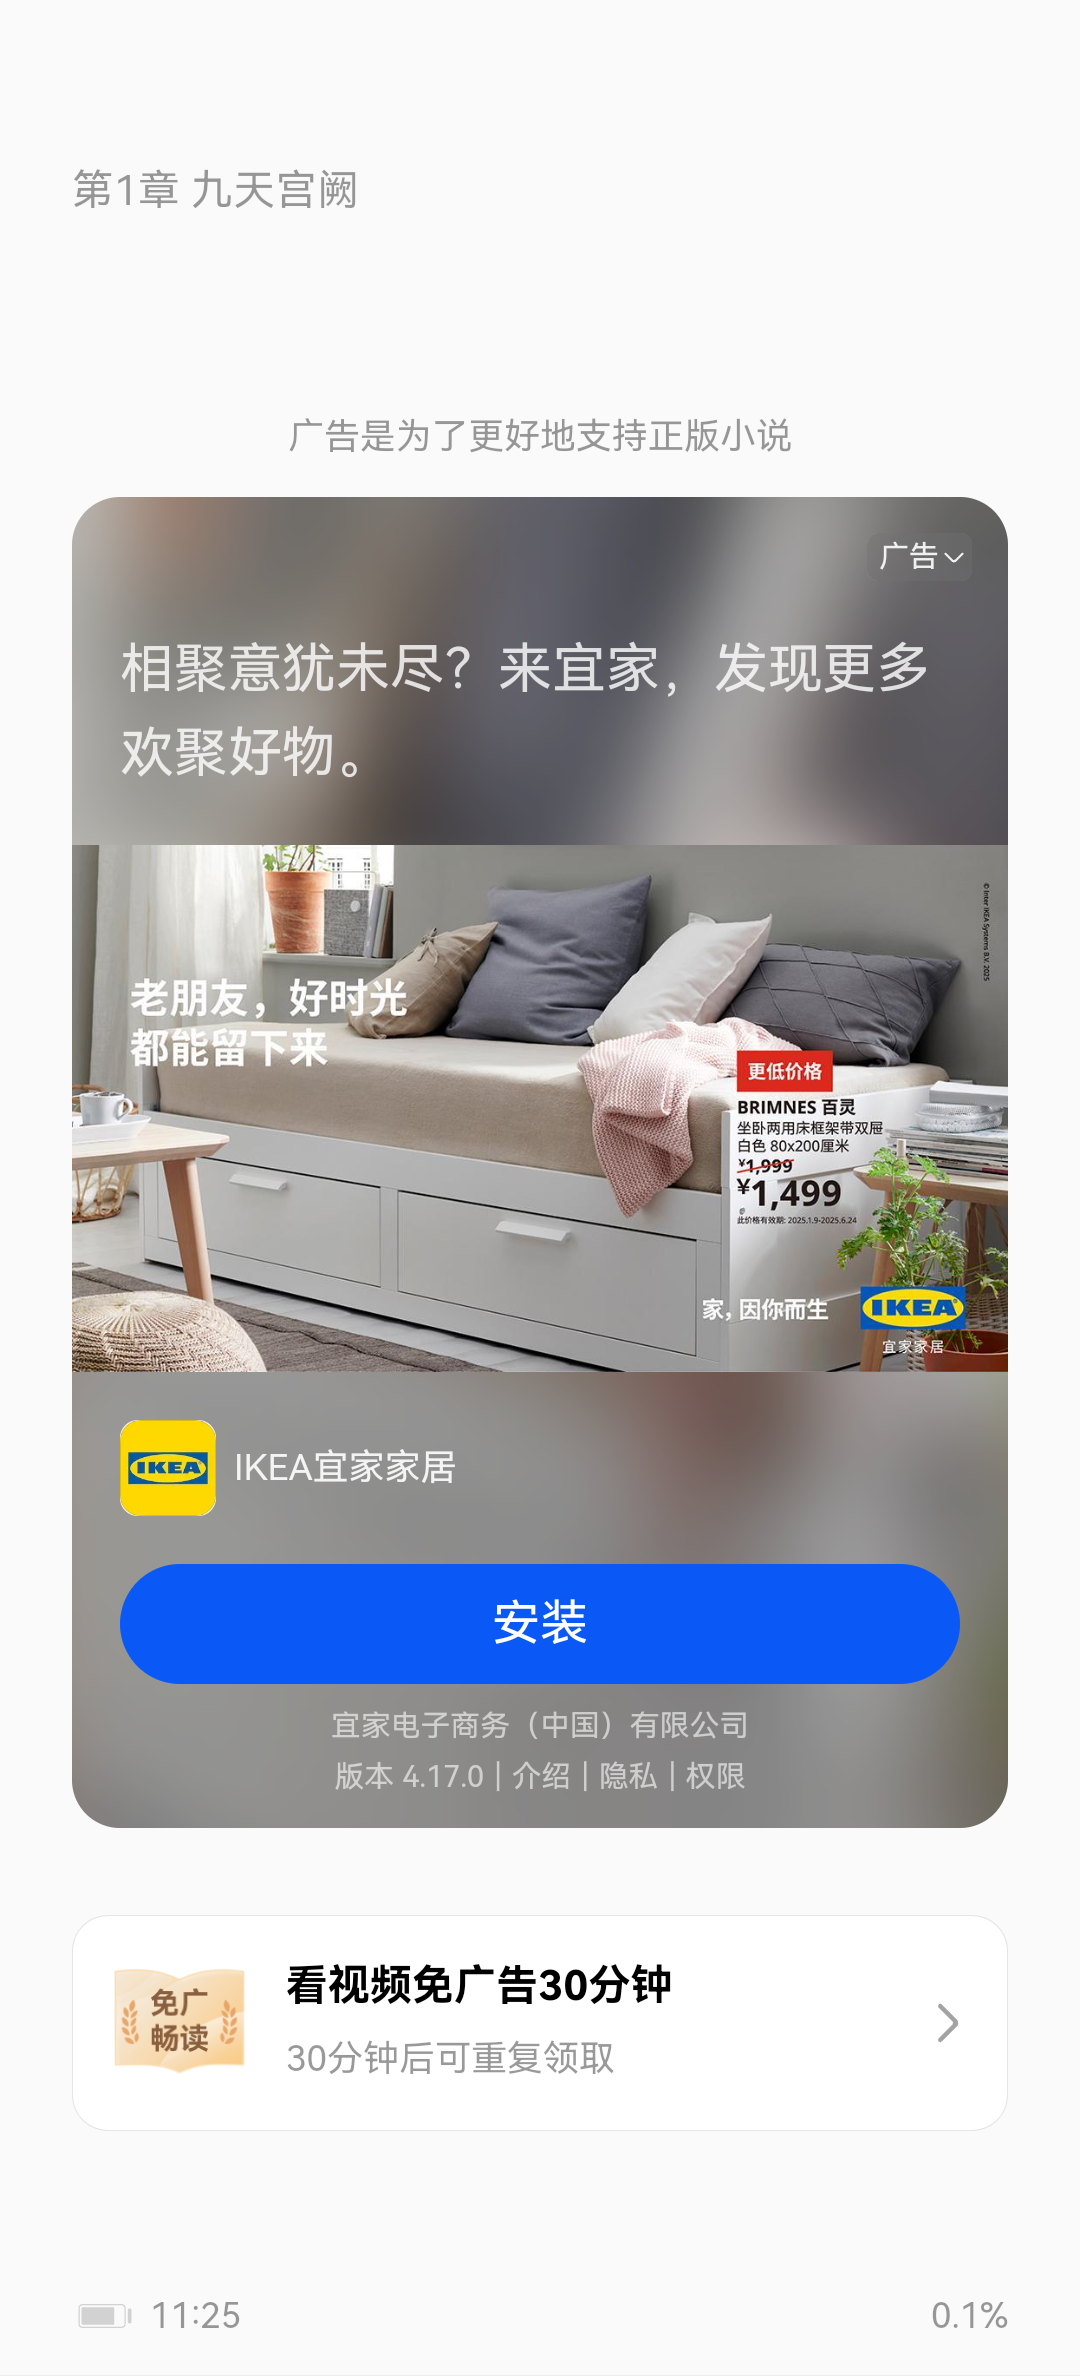 第1章 九天宫阙
广告是为了更好地支持正版小说
广告
相聚意犹未尽？来宜家，发现更多
欢聚好物。
© Inter IKEA Systems B.V. 2025
老朋友，好时光
都能留下来
更低价格
BRIMNES 百灵
坐卧两用床框架带双屉
白色 80x200厘米
¥1,999
¥1,499
此价格有效期: 2025.1.9-2025.6.24
家, 因你而生
IKEA
宜家家居
IKEA
IKEA宜家家居
安装
宜家电子商务（中国）有限公司
版本 4.17.0 | 介绍 | 隐私 | 权限
免广
畅读
看视频免广告30分钟
30分钟后可重复领取
11:25
0.1%